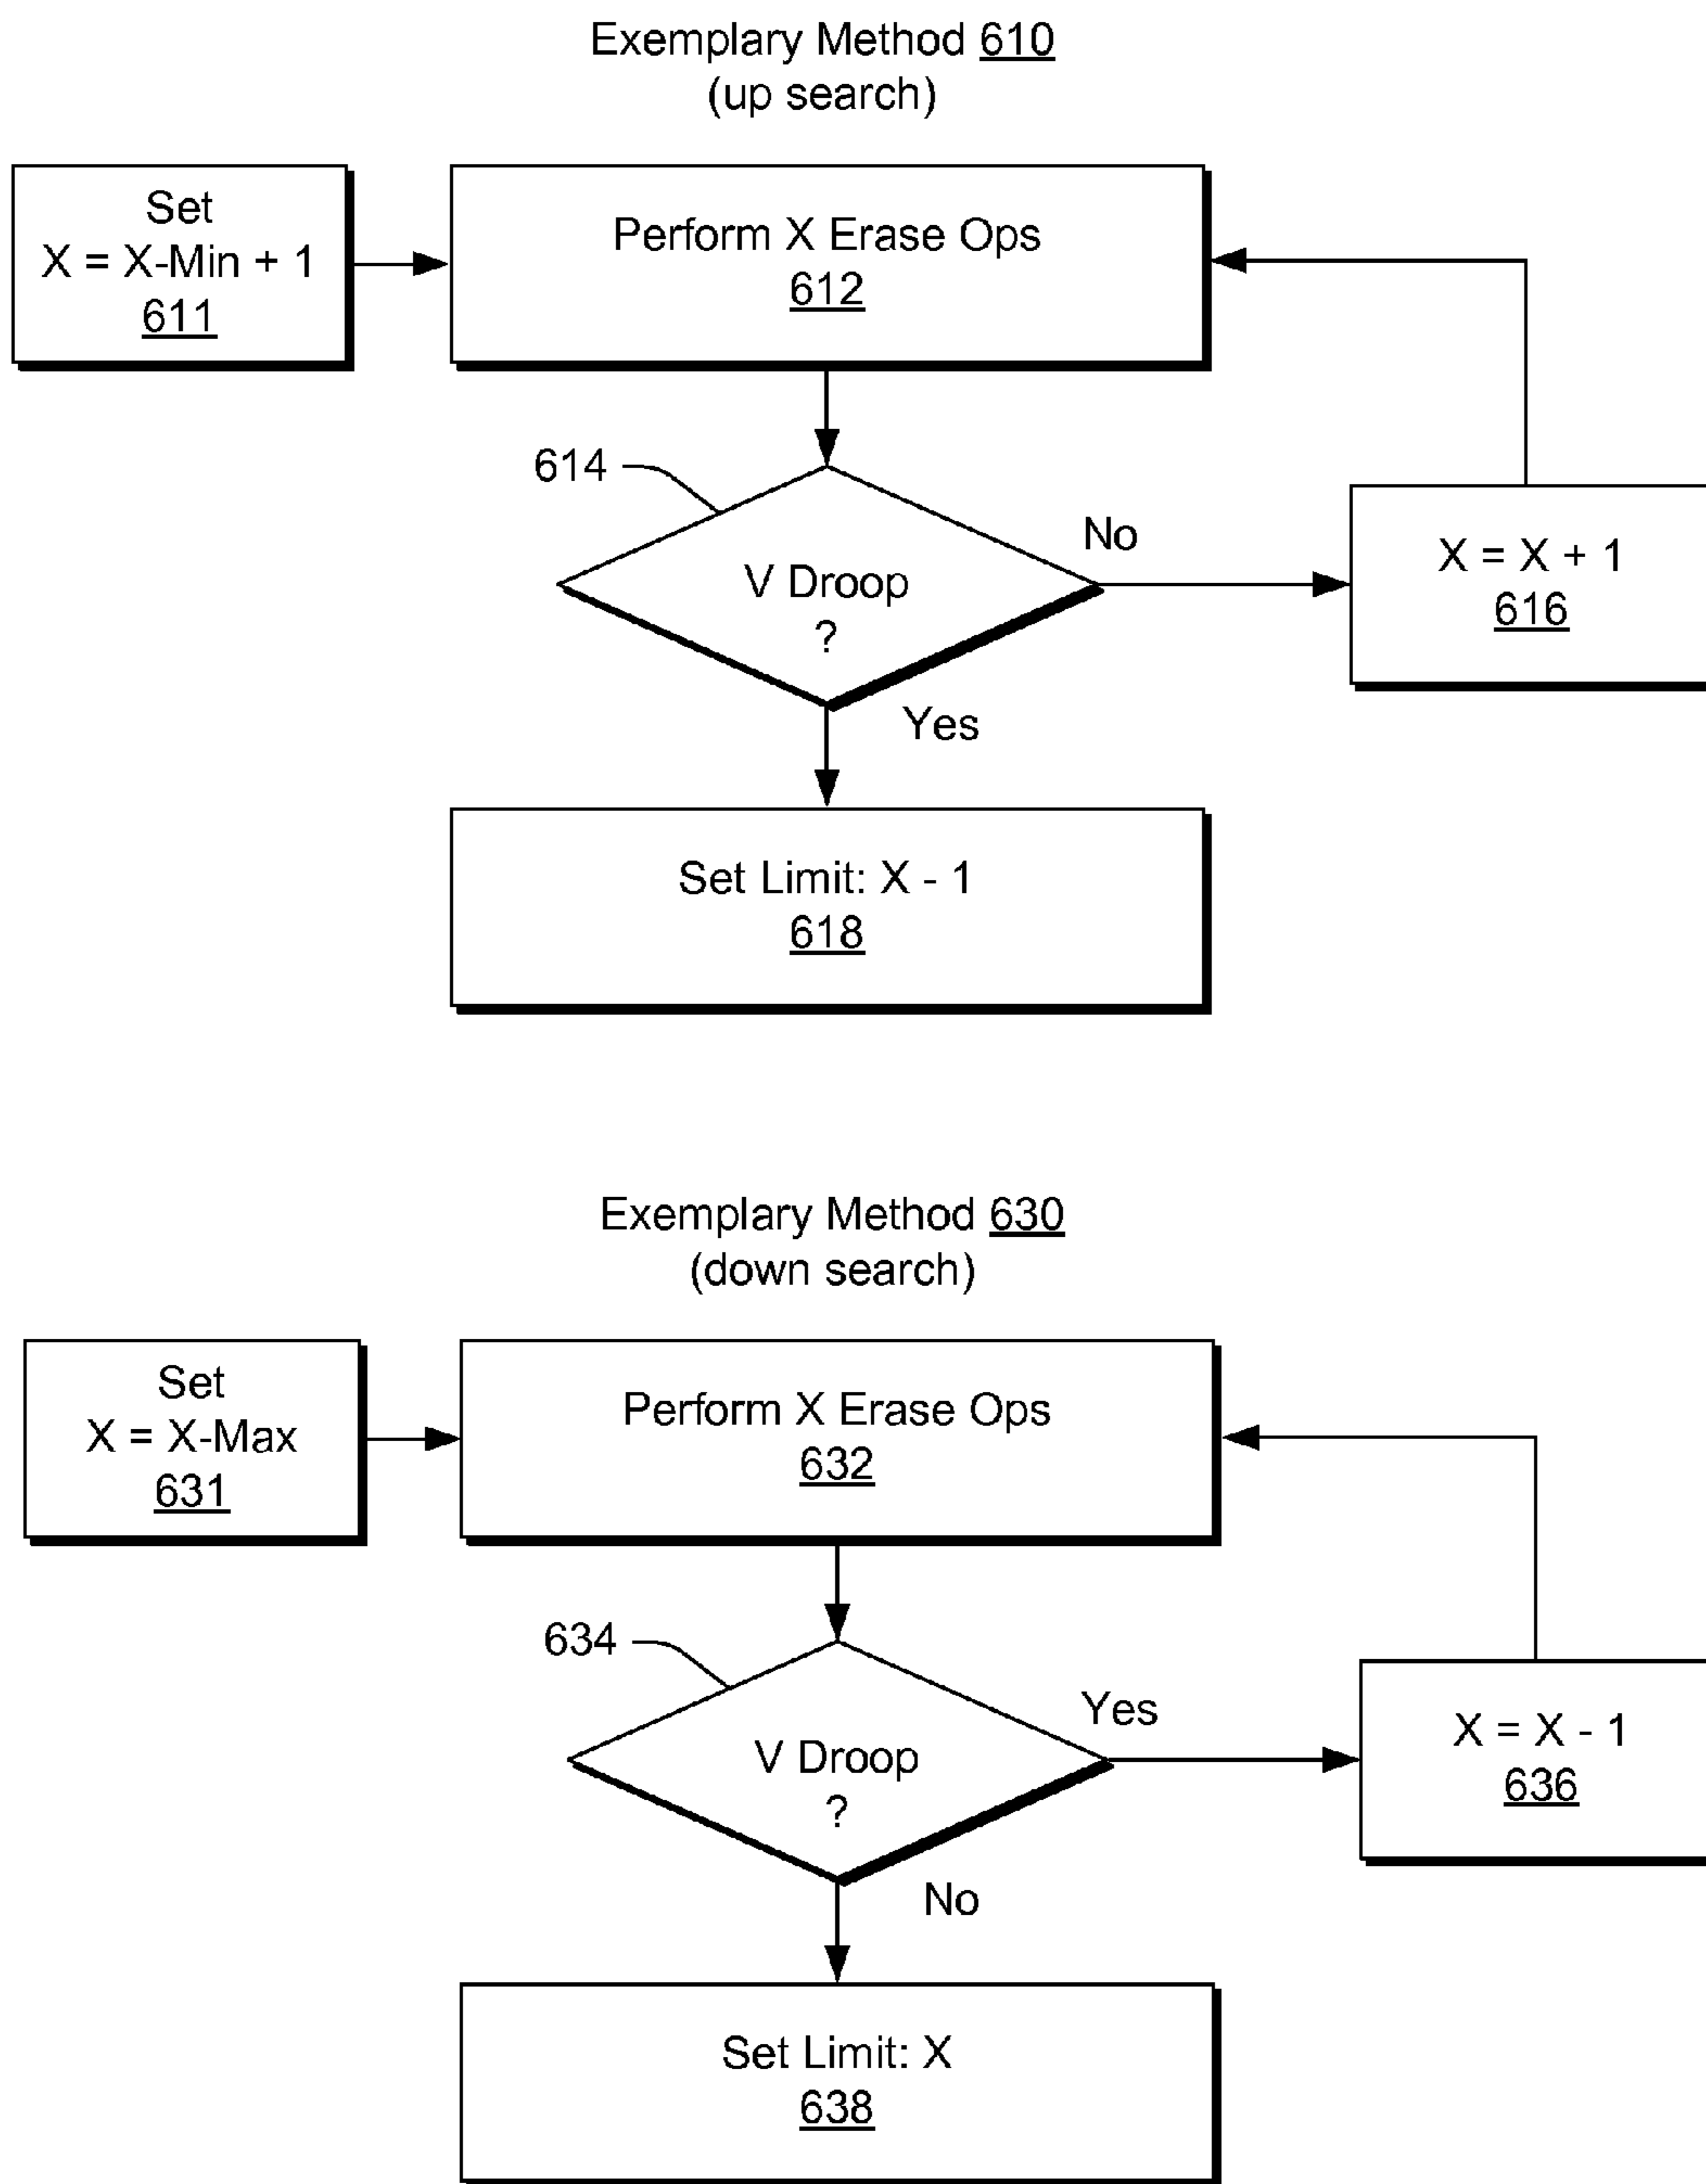 Exemplary Method 610
(up search)
Set
X = X-Min + 1
611
Perform X Erase Ops
612
614
V Droop
?
No
X = X + 1
616
Yes
Set Limit: X - 1
618
Exemplary Method 630
(down search)
Set
X = X-Max
631
Perform X Erase Ops
632
634
V Droop
?
Yes
X = X - 1
636
No
Set Limit: X
638